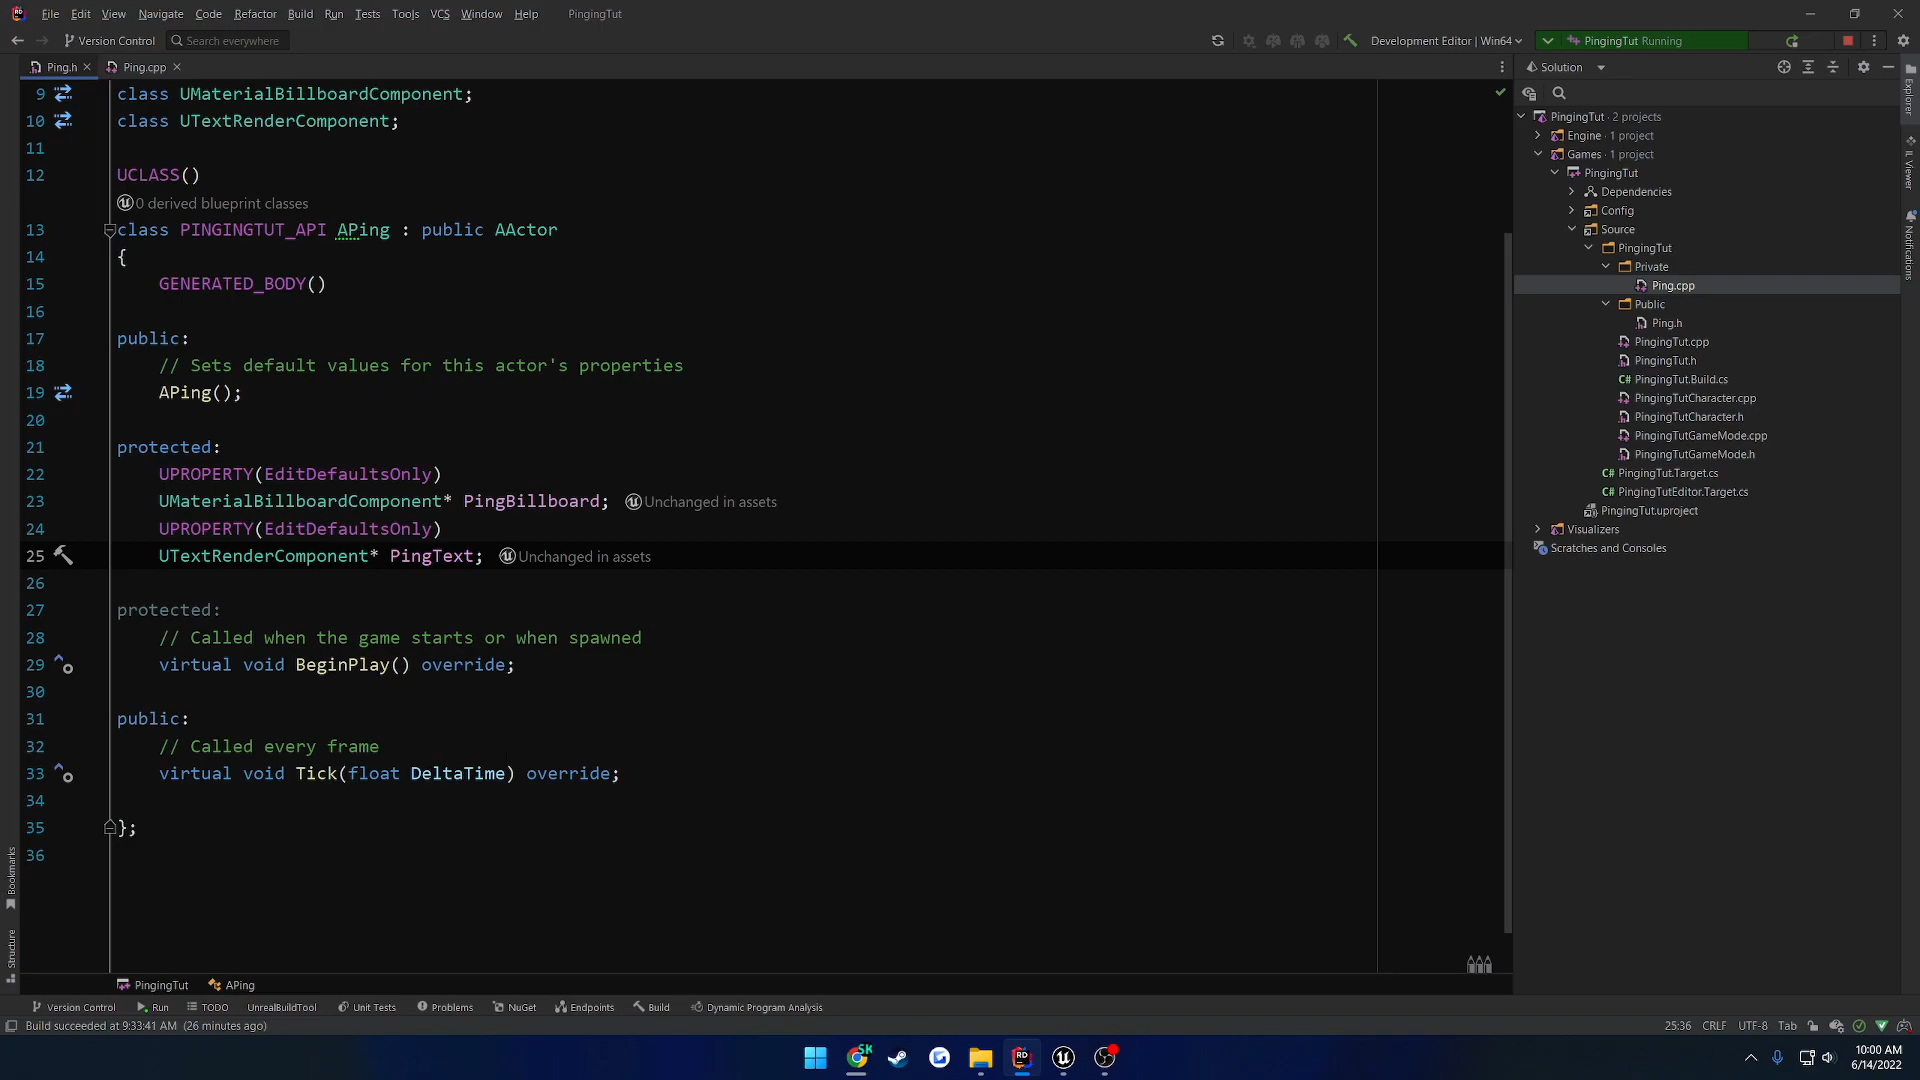 File Edit View Navigate Code Refactor Build Run Tests Tools VCS Window Help PingingTut
Version Control Search everywhere Development Editor | Win64 PingingTut Running
Ping.h Ping.cpp Solution
9 class UMaterialBillboardComponent;
10 class UTextRenderComponent;
11
12 UCLASS()
0 derived blueprint classes
13 class PINGINGTUT_API APing : public AActor
14 {
15 GENERATED_BODY()
16
17 public:
18 // Sets default values for this actor's properties
19 APing();
20
21 protected:
22 UPROPERTY(EditDefaultsOnly)
23 UMaterialBillboardComponent* PingBillboard; Unchanged in assets
24 UPROPERTY(EditDefaultsOnly)
25 UTextRenderComponent* PingText; Unchanged in assets
26
27 protected:
28 // Called when the game starts or when spawned
29 virtual void BeginPlay() override;
30
31 public:
32 // Called every frame
33 virtual void Tick(float DeltaTime) override;
34
35 };
36
PingingTut · 2 projects
Engine · 1 project
Games · 1 project
PingingTut
Dependencies
Config
Source
PingingTut
Private
Ping.cpp
Public
Ping.h
PingingTut.cpp
PingingTut.h
C# PingingTut.Build.cs
PingingTutCharacter.cpp
PingingTutCharacter.h
PingingTutGameMode.cpp
PingingTutGameMode.h
C# PingingTut.Target.cs
C# PingingTutEditor.Target.cs
PingingTut.uproject
Visualizers
Scratches and Consoles
Explorer
IL Viewer
Notifications
Bookmarks
Structure
PingingTut APing
Version Control Run TODO UnrealBuildTool Unit Tests Problems NuGet Endpoints Build Dynamic Program Analysis
Build succeeded at 9:33:41 AM (26 minutes ago) 25:36 CRLF UTF-8 Tab
SK RD 10:00 AM
6/14/2022